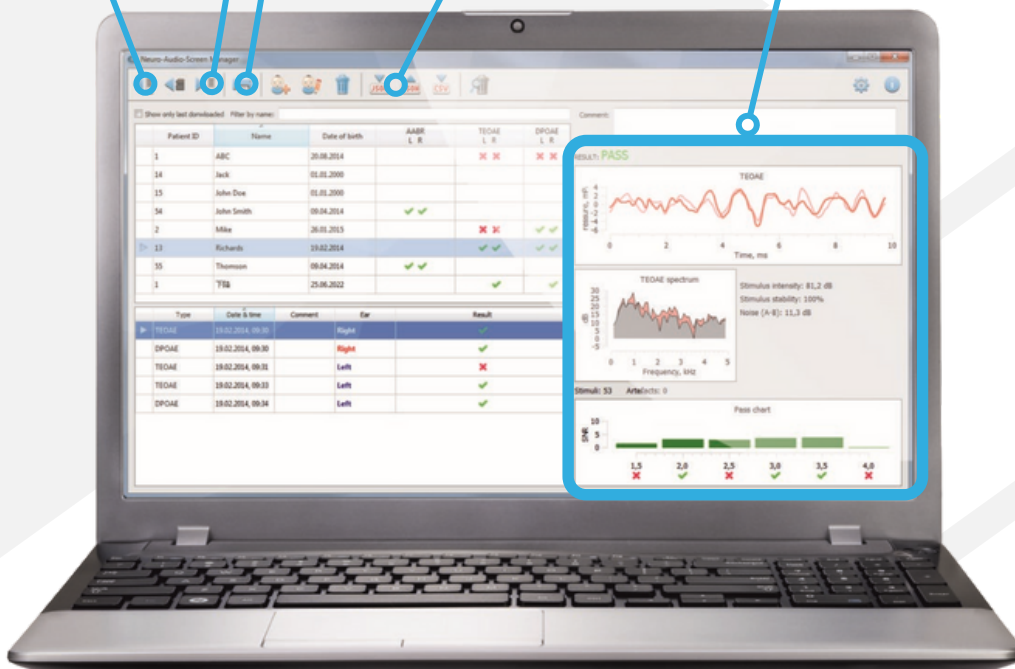 Neuro-Audio-Screen Manager
CSV
Show only last donwloaded Filter by name:
Comment:
Patient ID Name Date of birth AABR L R TEOAE L R DPOAE L R
1 ABC 20.08.2014
14 Jack 01.01.2000
15 John Dox 01.01.2000
54 John Smith 09.04.2014
2 Mike 26.01.2015
13 Richards 19.02.2014
55 Thomson 09.04.2014
1 25.06.2022
Type Date & time Comment Ear Result
TEOAE 19.02.2014, 09:30 Right
DPOAE 19.02.2014, 09:30 Right
TEOAE 19.02.2014, 09:31 Left
TEOAE 19.02.2014, 09:33 Left
DPOAE 19.02.2014, 09:34 Left
RESULT: PASS
TEOAE
4
2
0
-2
-4
-6
0 2 4 6 8 10
Time, ms
TEOAE spectrum
dB
30
25
20
15
10
5
0
-5
0 1 2 3 4 5
Frequency, kHz
Stimulus intensity: 81,2 dB
Stimulus stability: 100%
Noise (A-B): 11,3 dB
Stimuli: 53 Artefacts: 0
Pass chart
SNR
10
5
0
1,5 2,0 2,5 3,0 3,5 4,0